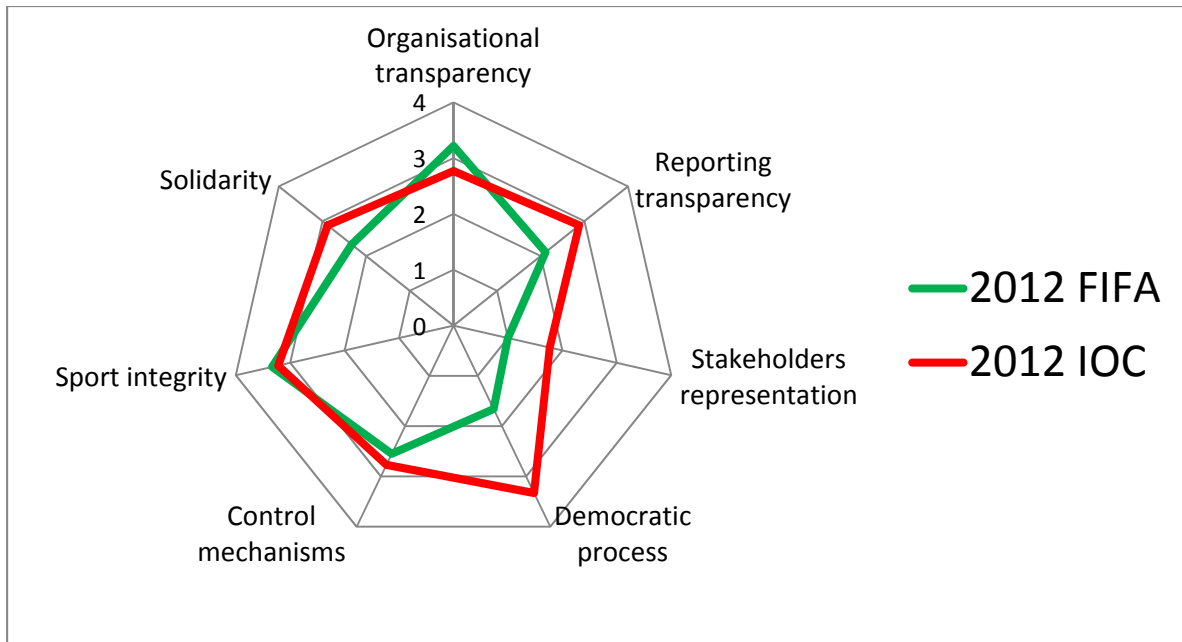 Organisational
transparency
4
3
2
1
0
Reporting
transparency
Stakeholders
representation
Democratic
process
Control
mechanisms
Sport integrity
Solidarity
2012 FIFA
2012 IOC